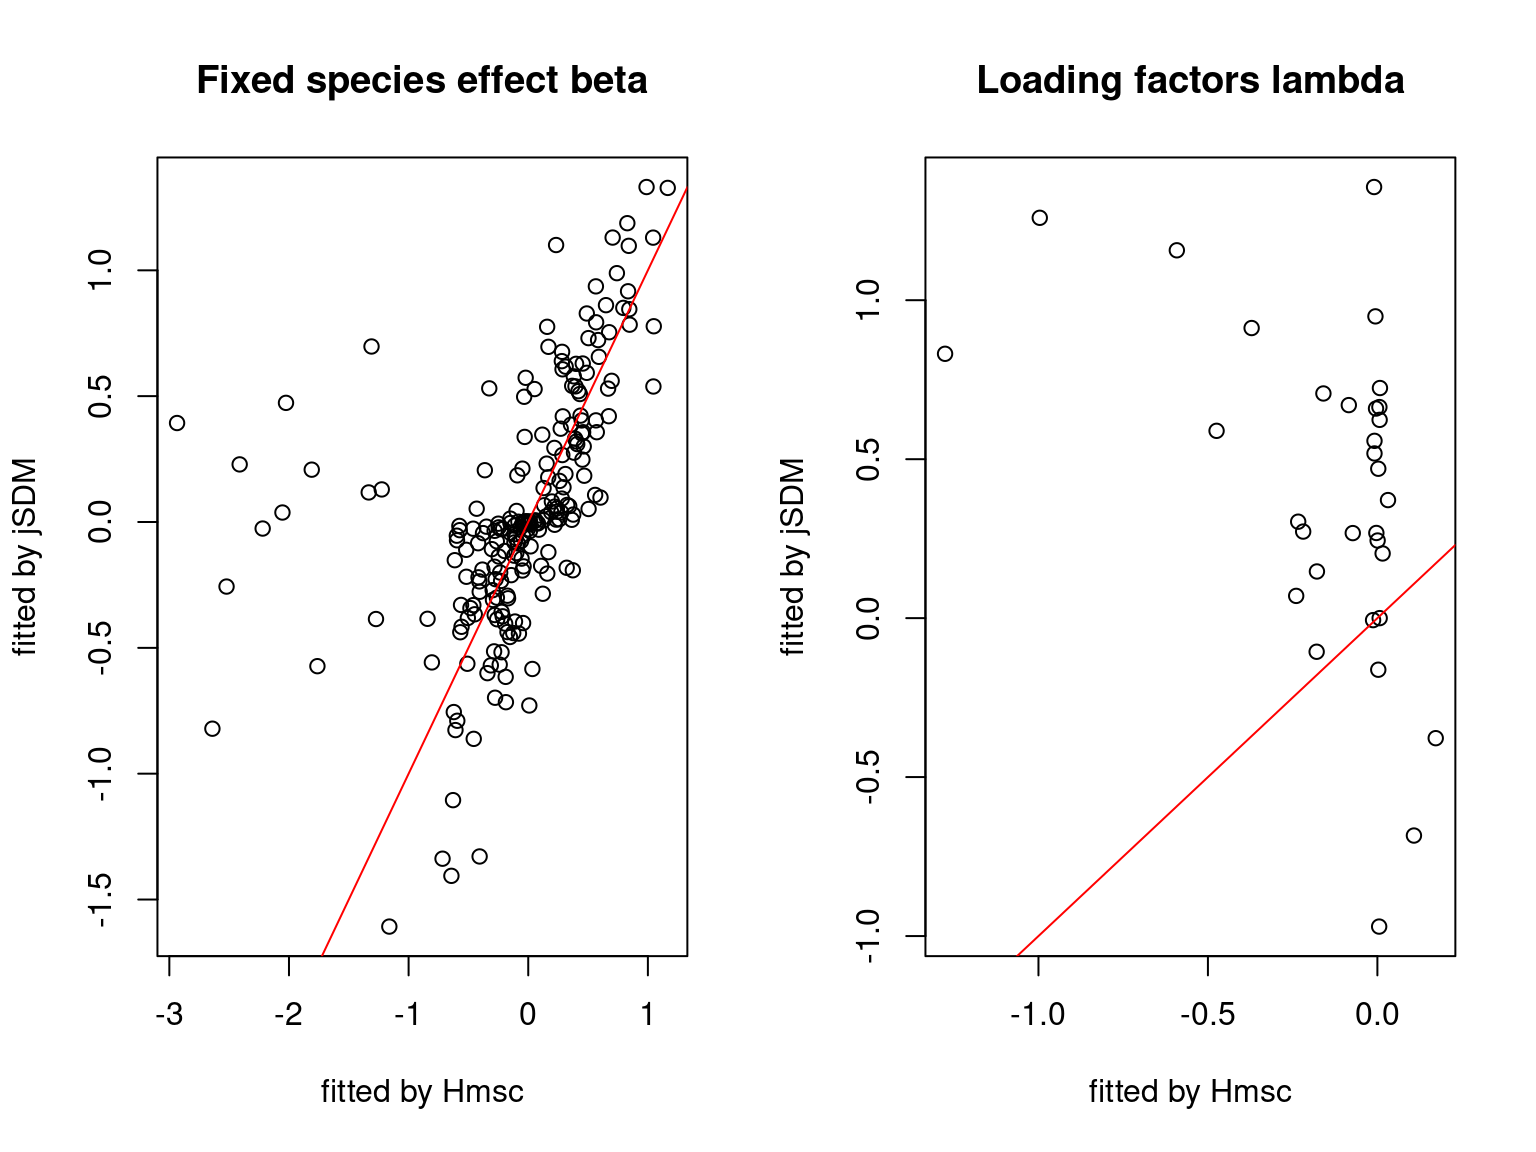 Fixed species effect beta
fitted by jSDM
1.0
0.5
0.0
-0.5
-1.0
-1.5
-3 -2 -1 0 1
fitted by Hmsc
Loading factors lambda
fitted by jSDM
1.0
0.5
0.0
-0.5
-1.0
-1.0 -0.5 0.0
fitted by Hmsc